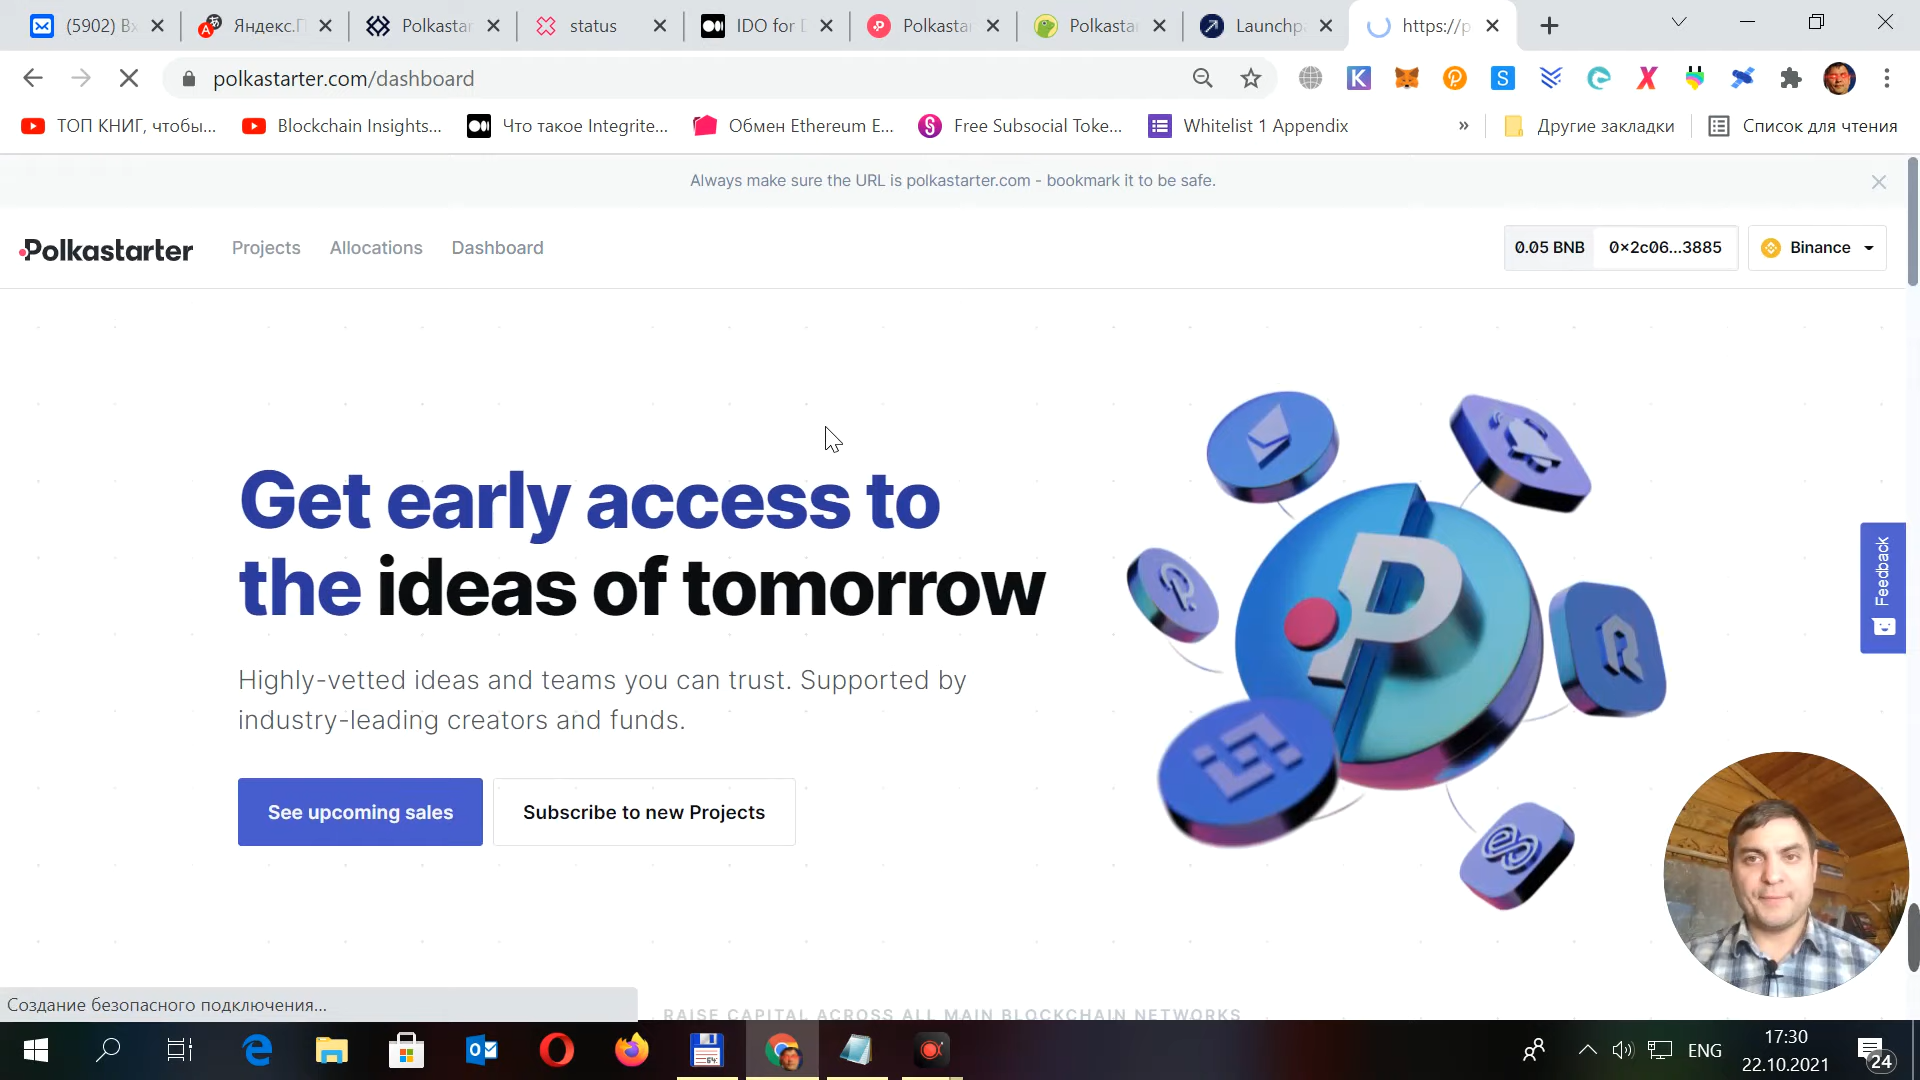 (5902) Вх
Яндекс.П
Polkastar
status
IDO for D
Polkastar
Polkastar
Launchpa
https://p
polkastarter.com/dashboard
ТОП КНИГ, чтобы...
Blockchain Insights...
Что такое Integrite...
Обмен Ethereum E...
Free Subsocial Toke...
Whitelist 1 Appendix
»
Другие закладки
Список для чтения
Always make sure the URL is polkastarter.com - bookmark it to be safe.
Polkastarter
Projects
Allocations
Dashboard
0.05 BNB
0×2c06...3885
Binance
Get early access to
the ideas of tomorrow
Highly-vetted ideas and teams you can trust. Supported by
industry-leading creators and funds.
See upcoming sales
Subscribe to new Projects
Feedback
Создание безопасного подключения...
RAISE CAPITAL ACROSS ALL MAIN BLOCKCHAIN NETWORKS
ENG
17:30
22.10.2021
24